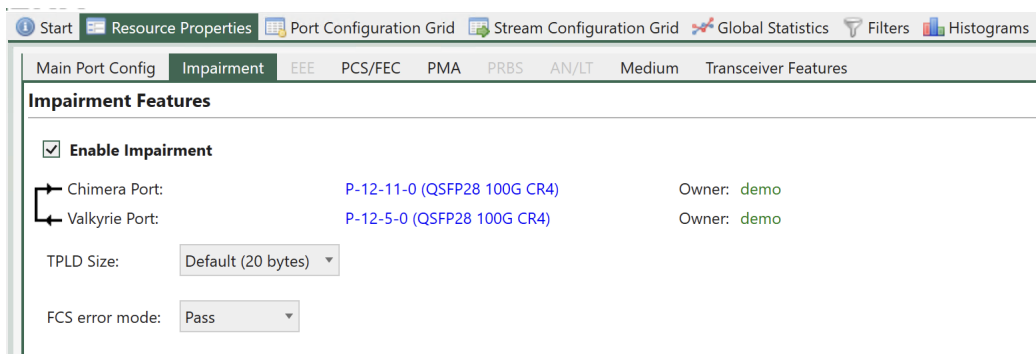 Start Resource Properties Port Configuration Grid Stream Configuration Grid Global Statistics Filters Histograms
Main Port Config Impairment EEE PCS/FEC PMA PRBS AN/LT Medium Transceiver Features
Impairment Features
Enable Impairment
Chimera Port: P-12-11-0 (QSFP28 100G CR4) Owner: demo
Valkyrie Port: P-12-5-0 (QSFP28 100G CR4) Owner: demo
TPLD Size: Default (20 bytes)
FCS error mode: Pass